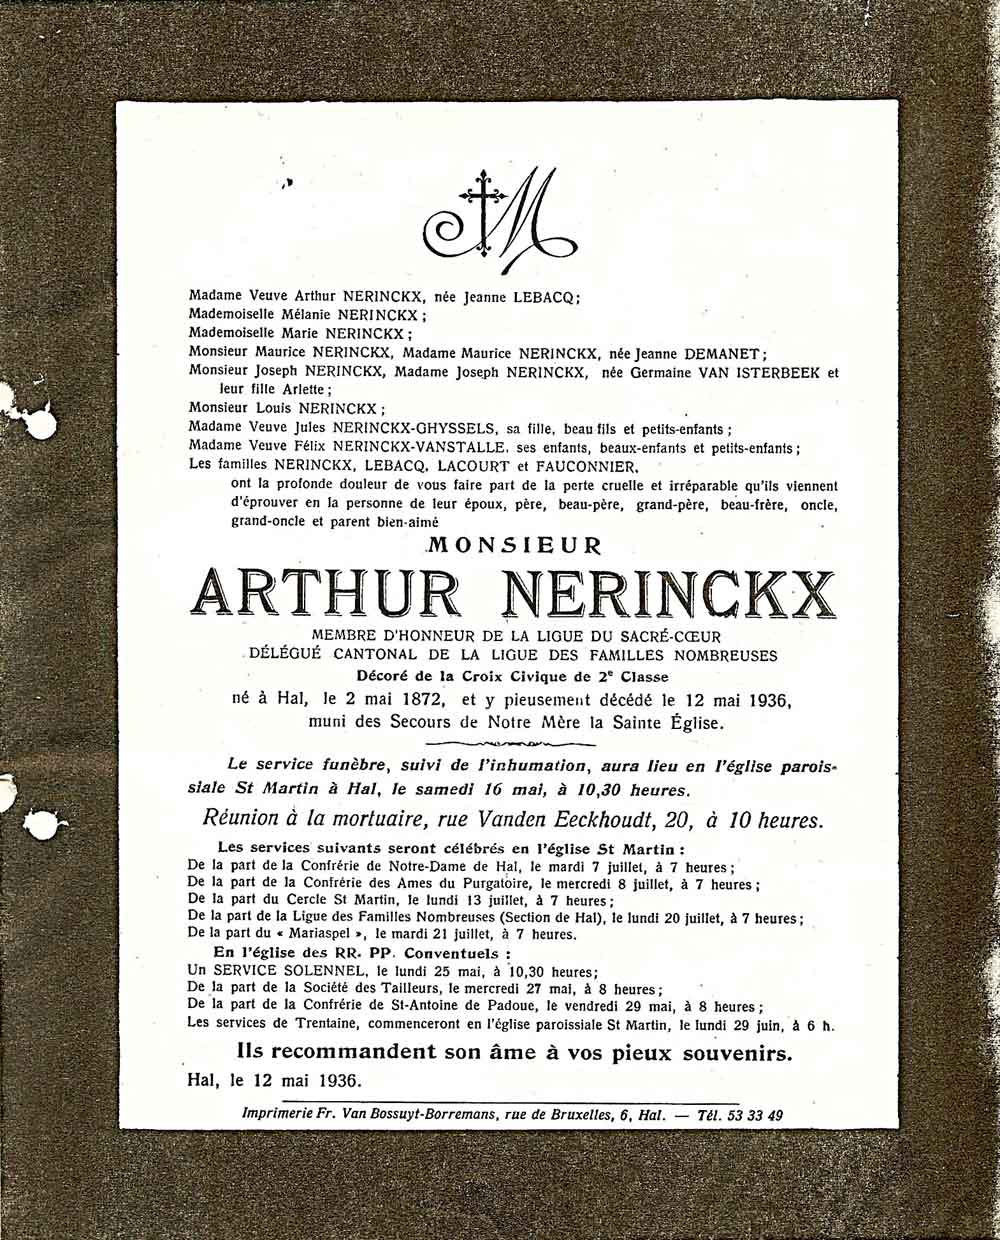 Madame Veuve Arthur NERINCKX, née Jeanne LEBACQ;
Mademoiselle Mélanie NERINCKX;
Mademoiselle Marie NERINCKX;
Monsieur Maurice NERINCKX, Madame Maurice NERINCKX, née Jeanne DEMANET;
Monsieur Joseph NERINCKX, Madame Joseph NERINCKX, née Germaine VAN ISTERBEEK et
leur fille Arlette;
Monsieur Louis NERINCKX;
Madame Veuve Jules NERINCKX-GHYSSELS, sa fille, beau fils et petits-enfants;
Madame Veuve Félix NERINCKX-VANSTALLE, ses enfants, beaux-enfants et petits-enfants;
Les familles NERINCKX, LEBACQ, LACOURT et FAUCONNIER,
ont la profonde douleur de vous faire part de la perte cruelle et irréparable qu'ils viennent
d'éprouver en la personne de leur époux, père, beau-père, grand-père, beau-frère, oncle,
grand-oncle et parent bien-aimé
MONSIEUR
ARTHUR NERINCKX
MEMBRE D'HONNEUR DE LA LIGUE DU SACRÉ-CŒUR
DÉLÉGUÉ CANTONAL DE LA LIGUE DES FAMILLES NOMBREUSES
Décoré de la Croix Civique de 2e Classe
né à Hal, le 2 mai 1872, et y pieusement décédé le 12 mai 1936,
muni des Secours de Notre Mère la Sainte Église.
Le service funèbre, suivi de l'inhumation, aura lieu en l'église parois-
siale St Martin à Hal, le samedi 16 mai, à 10,30 heures.
Réunion à la mortuaire, rue Vanden Eeckhoudt, 20, à 10 heures.
Les services suivants seront célébrés en l'église St Martin :
De la part de la Confrérie de Notre-Dame de Hal, le mardi 7 juillet, à 7 heures;
De la part de la Confrérie des Ames du Purgatoire, le mercredi 8 juillet, à 7 heures;
De la part du Cercle St Martin, le lundi 13 juillet, à 7 heures;
De la part de la Ligue des Familles Nombreuses (Section de Hal), le lundi 20 juillet, à 7 heures;
De la part du « Mariaspel », le mardi 21 juillet, à 7 heures.
En l'église des RR. PP. Conventuels :
Un SERVICE SOLENNEL, le lundi 25 mai, à 10,30 heures;
De la part de la Société des Tailleurs, le mercredi 27 mai, à 8 heures;
De la part de la Confrérie de St-Antoine de Padoue, le vendredi 29 mai, à 8 heures;
Les services de Trentaine, commenceront en l'église paroissiale St Martin, le lundi 29 juin, à 6 h.
Ils recommandent son âme à vos pieux souvenirs.
Hal, le 12 mai 1936.
Imprimerie Fr. Van Bossuyt-Borremans, rue de Bruxelles, 6, Hal. — Tél. 53 33 49